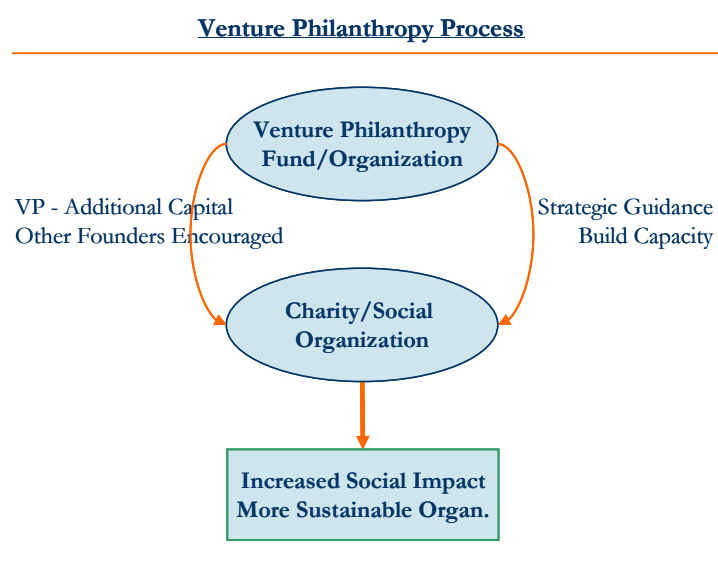 Venture Philanthropy Process
Venture Philanthropy
Fund/Organization
VP - Additional Capital
Other Founders Encouraged
Strategic Guidance
Build Capacity
Charity/Social
Organization
Increased Social Impact
More Sustainable Organ.